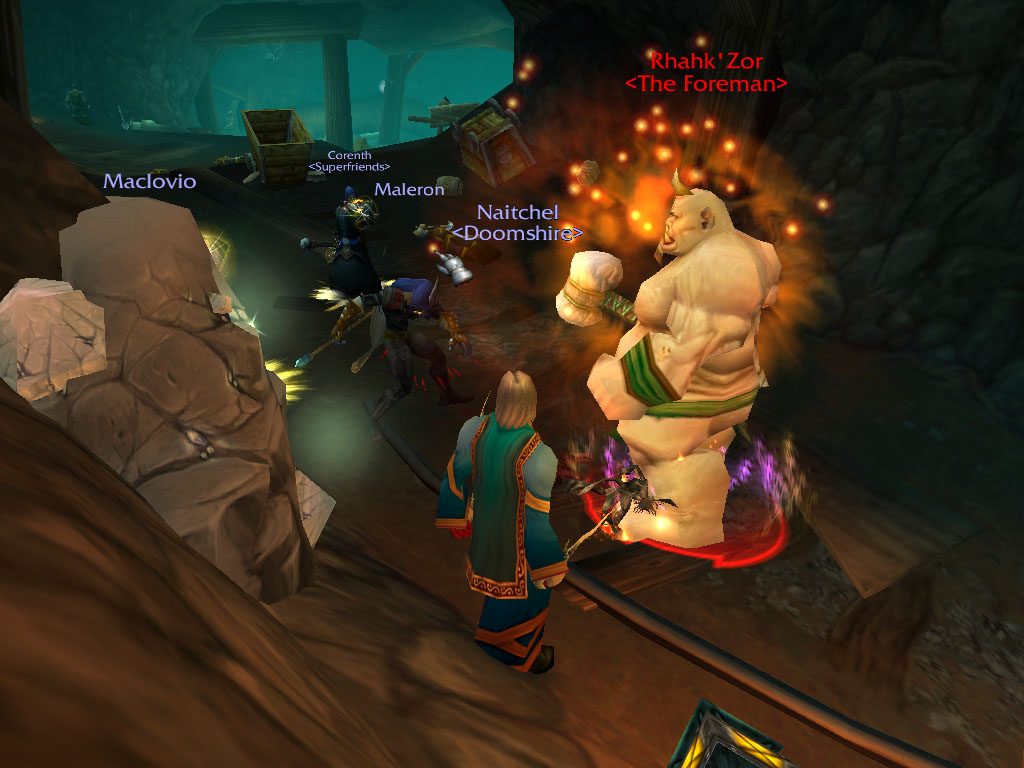 Rhahk'Zor
<The Foreman>
Corenth
<Superfriends>
Maclovio
Maleron
Naitchel
<Doomshire>